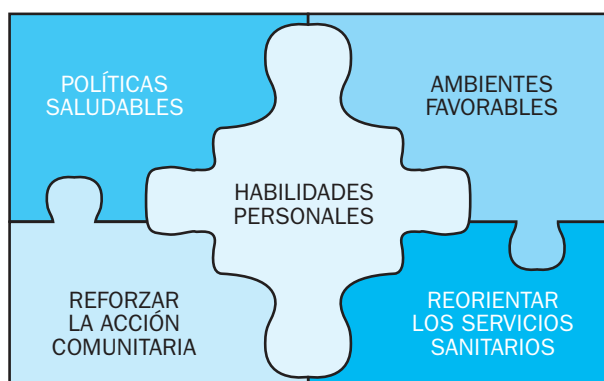 POLÍTICAS
SALUDABLES
AMBIENTES
FAVORABLES
HABILIDADES
PERSONALES
REFORZAR
LA ACCIÓN
COMUNITARIA
REORIENTAR
LOS SERVICIOS
SANITARIOS